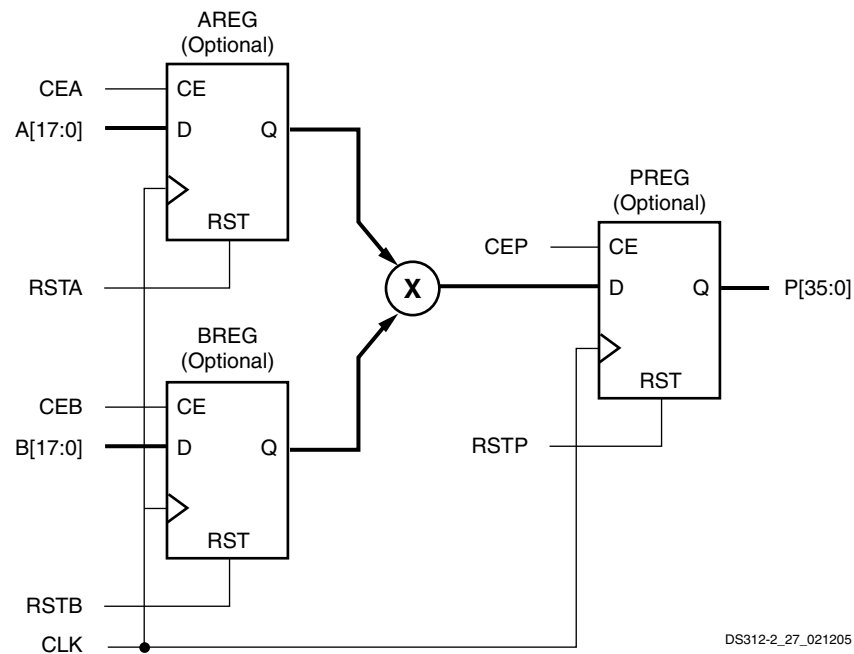 AREG
(Optional)
CEA
CE
A[17:0]
D
Q
RST
RSTA
BREG
(Optional)
CEB
CE
B[17:0]
D
Q
RST
RSTB
CLK
X
PREG
(Optional)
CEP
CE
D
Q
P[35:0]
RST
RSTP
DS312-2_27_021205